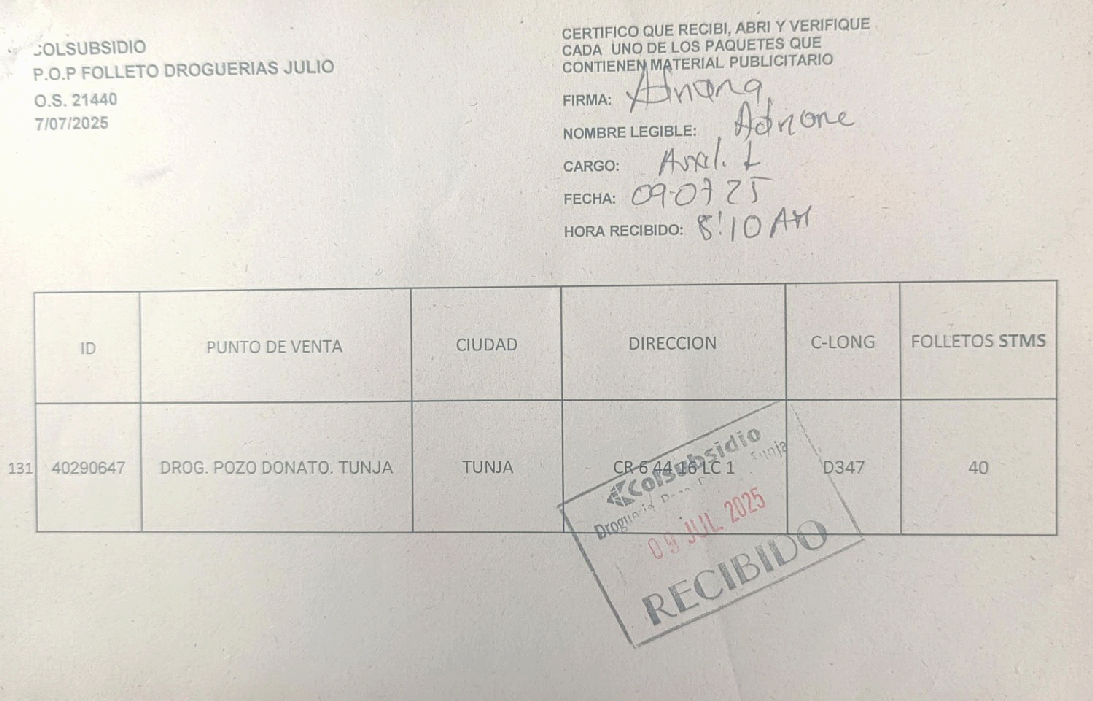 COLSUBSIDIO
P.O.P FOLLETO DROGUERIAS JULIO
O.S. 21440
7/07/2025
CERTIFICO QUE RECIBI, ABRI Y VERIFIQUE
CADA UNO DE LOS PAQUETES QUE
CONTIENEN MATERIAL PUBLICITARIO
FIRMA: Adriana
NOMBRE LEGIBLE: Adriane
CARGO:
FECHA: 09-07 25
HORA RECIBIDO: 8:10 AM
ID PUNTO DE VENTA CIUDAD DIRECCION C-LONG FOLLETOS STMS
131 40290647 DROG. POZO DONATO. TUNJA TUNJA CR 6 44 76 LC 1 D347 40
Colsubsidio
Tunja
09 JUL 2025
RECIBIDO